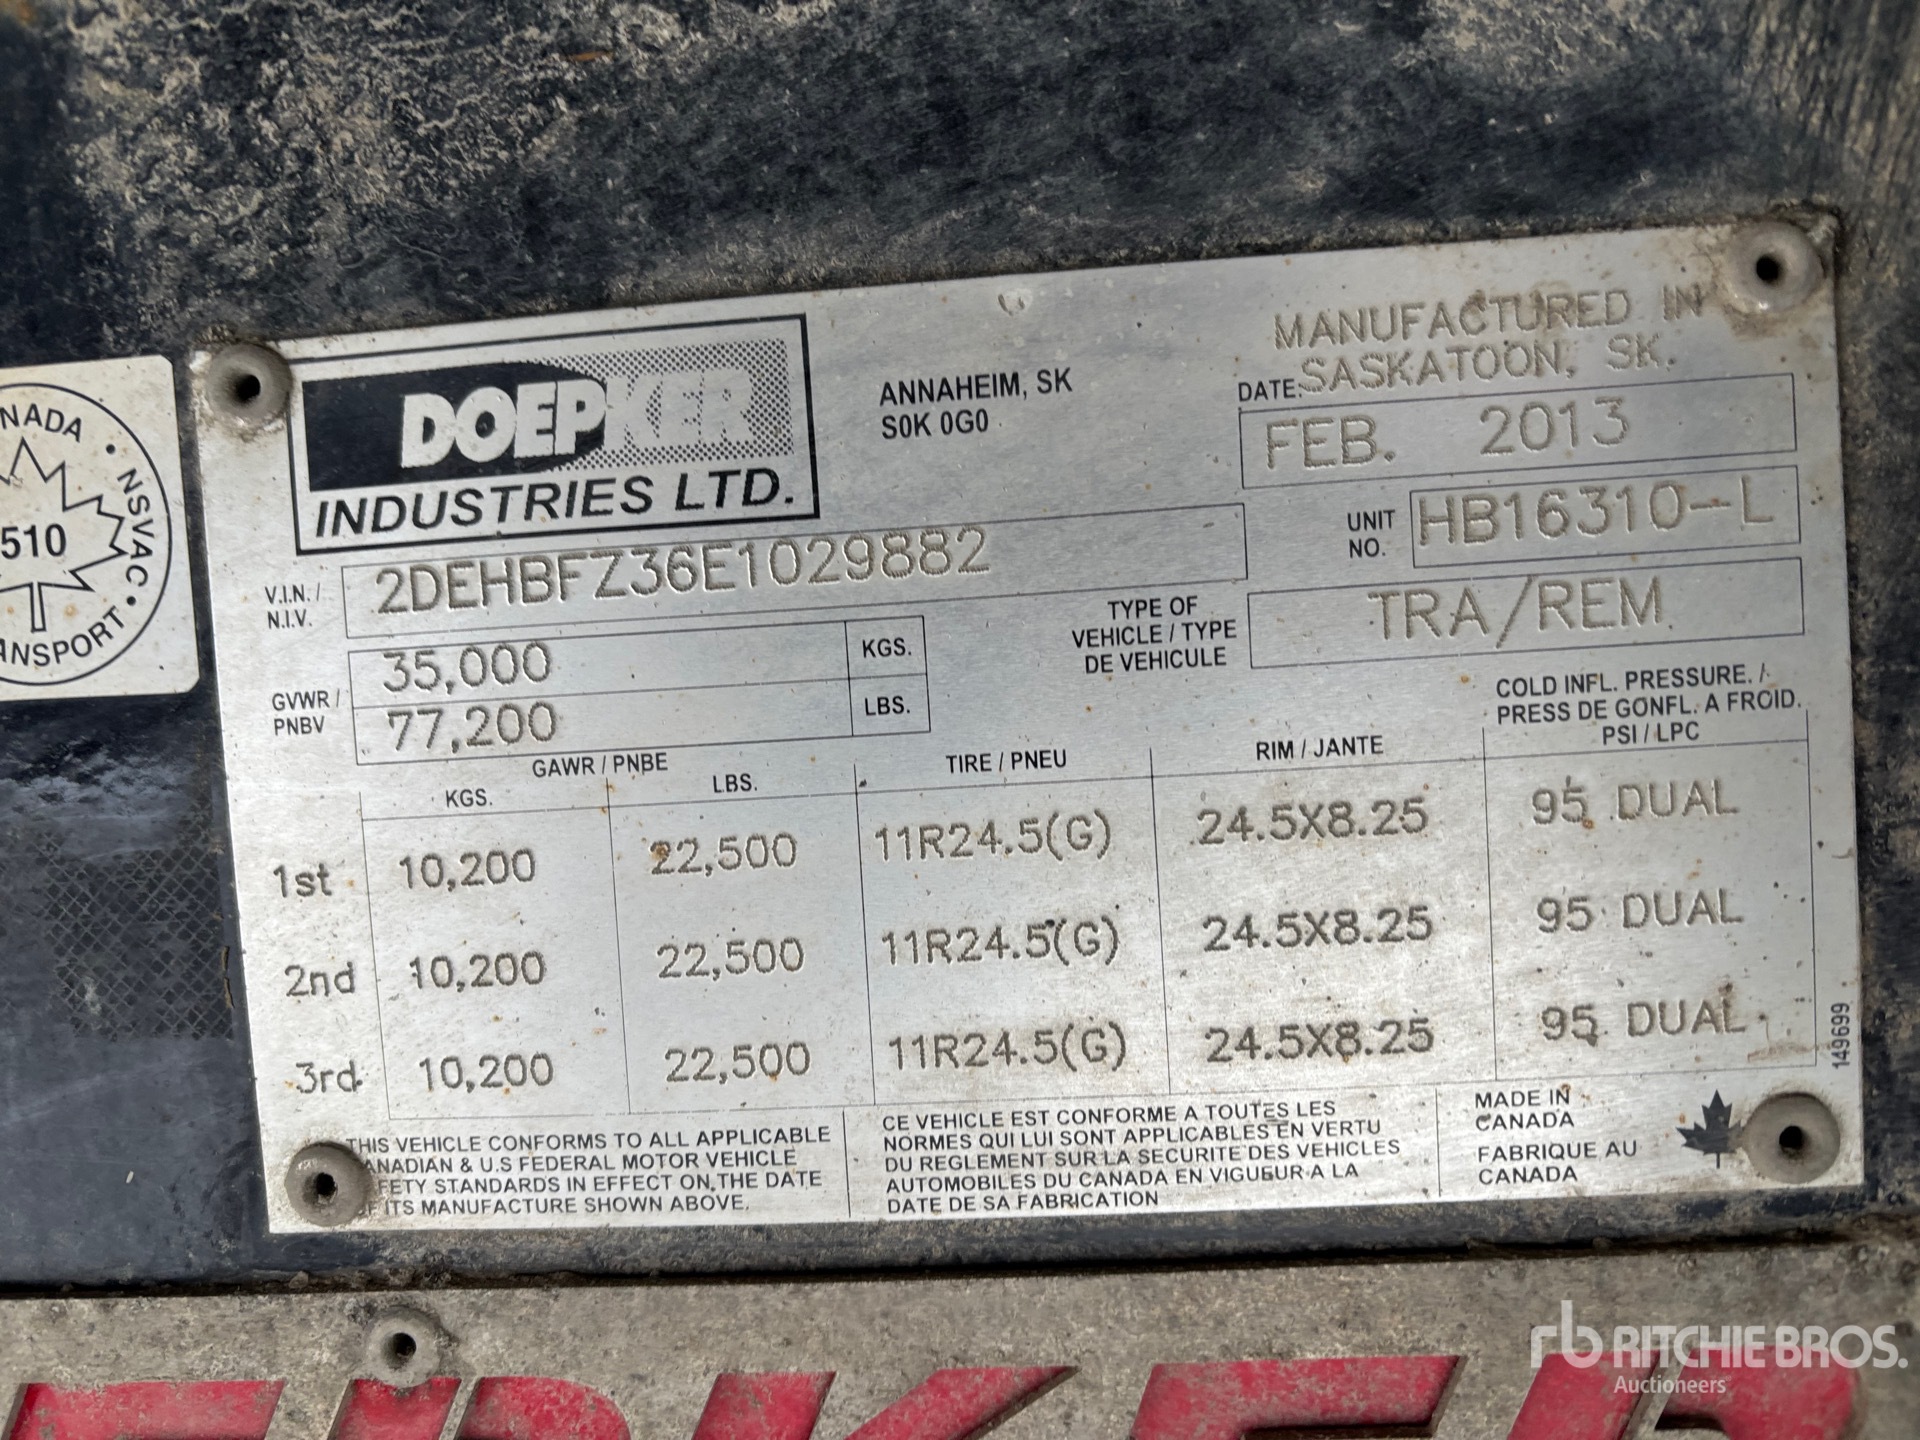 NADA • NSVAC •
510
ANSPORT
DOEPKER
INDUSTRIES LTD.
ANNAHEIM, SK
S0K 0G0
MANUFACTURED IN
SASKATOON, SK.
DATE:
FEB. 2013
UNIT
NO.
HB16310-L
V.I.N. /
N.I.V.
2DEHBFZ36E1029882
TYPE OF
VEHICLE / TYPE
DE VEHICULE
TRA/REM
GVWR /
PNBV
35,000 KGS.
77,200 LBS.
COLD INFL. PRESSURE. /
PRESS DE GONFL. A FROID.
PSI / LPC
GAWR / PNBE TIRE / PNEU RIM / JANTE
KGS. LBS.
1st 10,200 22,500 11R24.5(G) 24.5X8.25 95 DUAL
2nd 10,200 22,500 11R24.5(G) 24.5X8.25 95 DUAL
3rd 10,200 22,500 11R24.5(G) 24.5X8.25 95 DUAL
149699
THIS VEHICLE CONFORMS TO ALL APPLICABLE
ANADIAN & U.S FEDERAL MOTOR VEHICLE
FETY STANDARDS IN EFFECT ON THE DATE
OF ITS MANUFACTURE SHOWN ABOVE.
CE VEHICLE EST CONFORME A TOUTES LES
NORMES QUI LUI SONT APPLICABLES EN VERTU
DU REGLEMENT SUR LA SECURITE DES VEHICLES
AUTOMOBILES DU CANADA EN VIGUEUR A LA
DATE DE SA FABRICATION
MADE IN
CANADA
FABRIQUE AU
CANADA
rb RITCHIE BROS.
Auctioneers